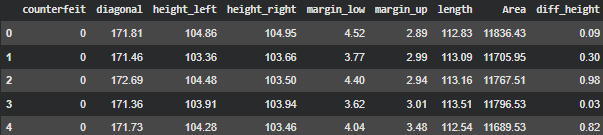 counterfeit diagonal height_left height_right margin_low margin_up length Area diff_height
0 0 171.81 104.86 104.95 4.52 2.89 112.83 11836.43 0.09
1 0 171.46 103.36 103.66 3.77 2.99 113.09 11705.95 0.30
2 0 172.69 104.48 103.50 4.40 2.94 113.16 11767.51 0.98
3 0 171.36 103.91 103.94 3.62 3.01 113.51 11796.53 0.03
4 0 171.73 104.28 103.46 4.04 3.48 112.54 11689.53 0.82